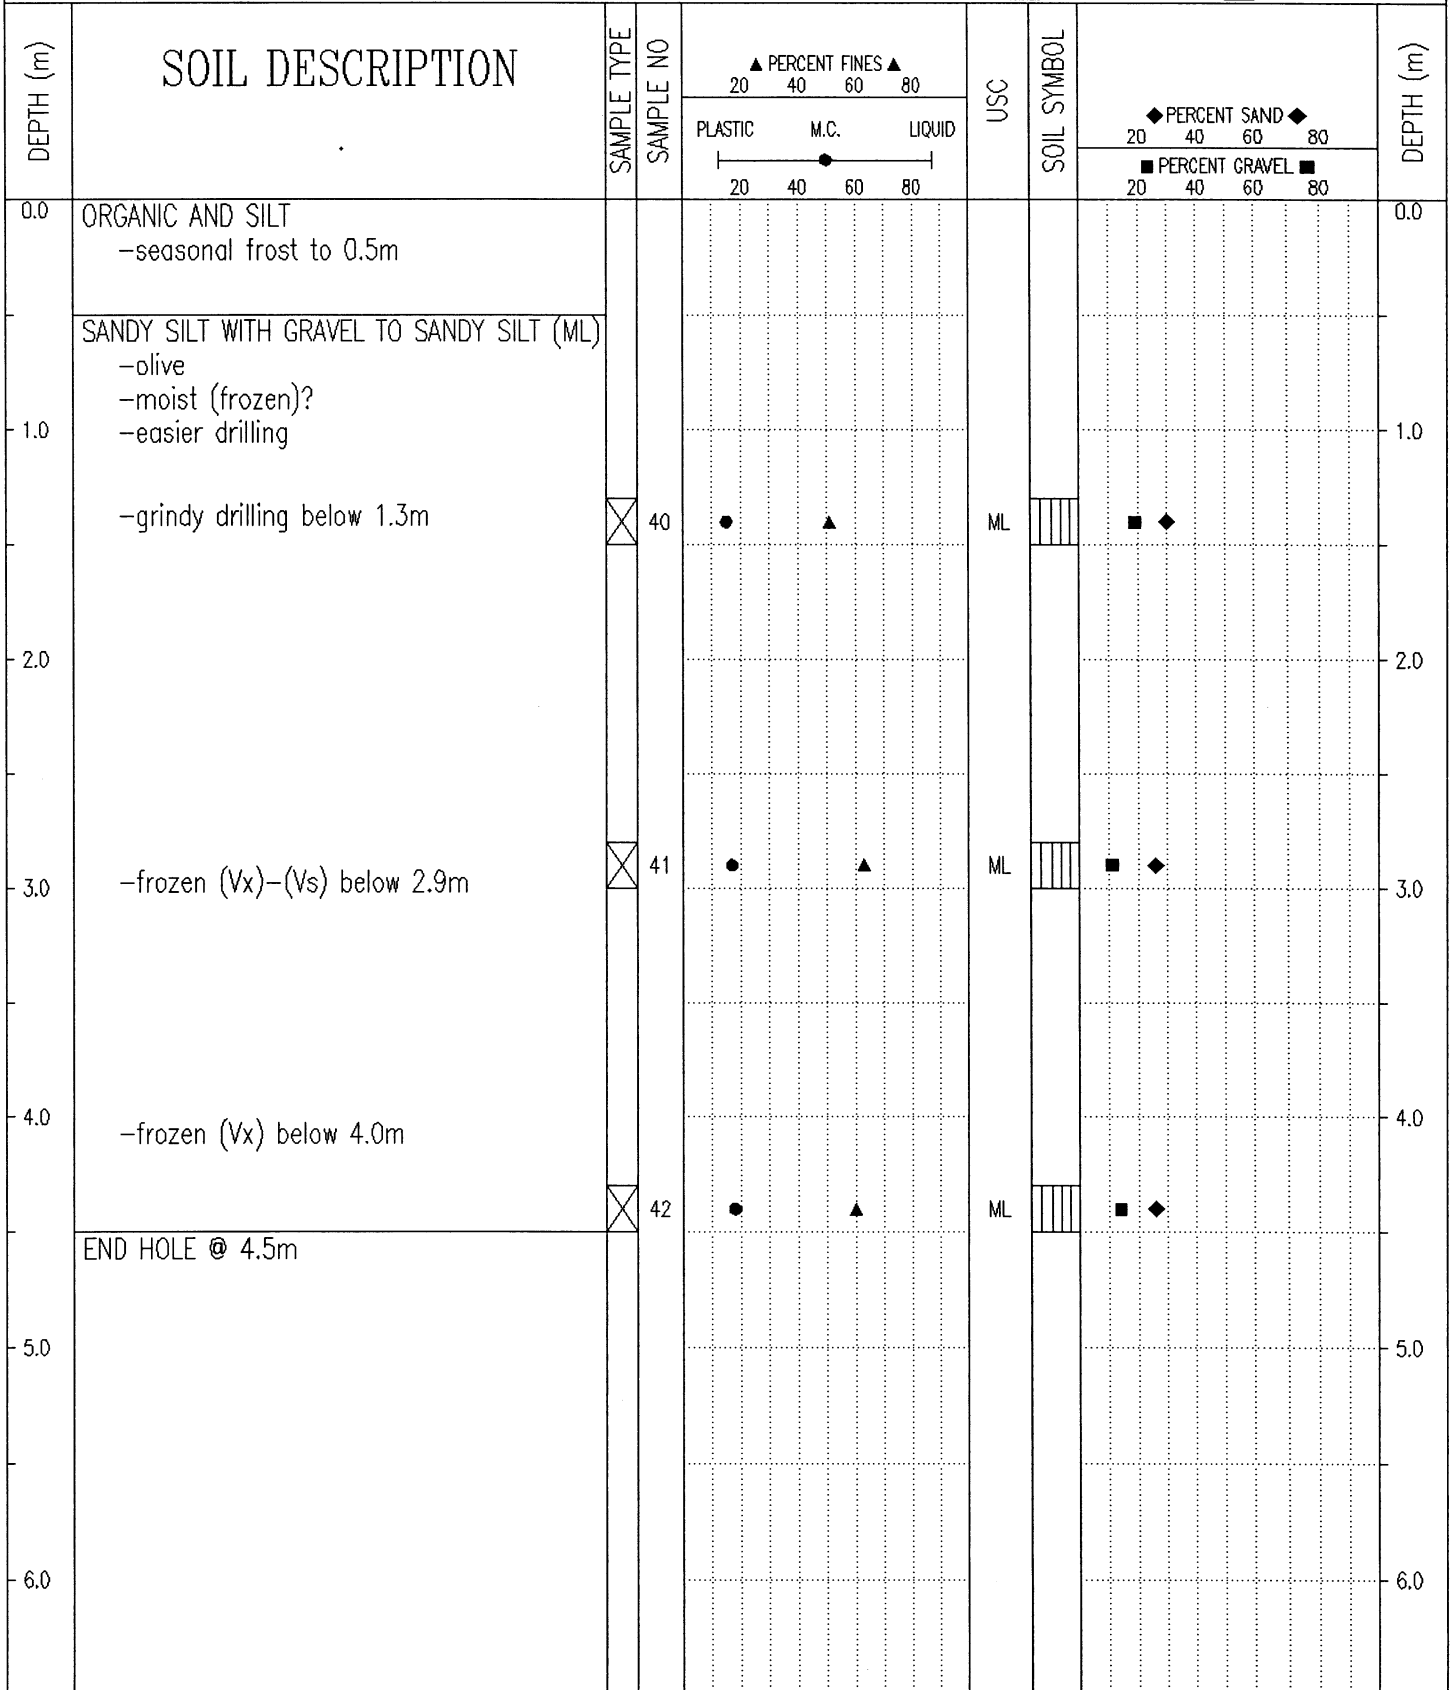 DEPTH (m)
SOIL DESCRIPTION
SAMPLE TYPE
SAMPLE NO
▲ PERCENT FINES ▲
20 40 60 80
PLASTIC M.C. LIQUID
20 40 60 80
USC
SOIL SYMBOL
◆ PERCENT SAND ◆
20 40 60 80
■ PERCENT GRAVEL ■
20 40 60 80
DEPTH (m)
0.0 ORGANIC AND SILT 0.0
-seasonal frost to 0.5m
SANDY SILT WITH GRAVEL TO SANDY SILT (ML)
-olive
-moist (frozen)?
1.0 -easier drilling 1.0
-grindy drilling below 1.3m 40 ML
2.0 2.0
41 ML
3.0 -frozen (Vx)-(Vs) below 2.9m 3.0
4.0 4.0
-frozen (Vx) below 4.0m
42 ML
END HOLE @ 4.5m
5.0 5.0
6.0 6.0